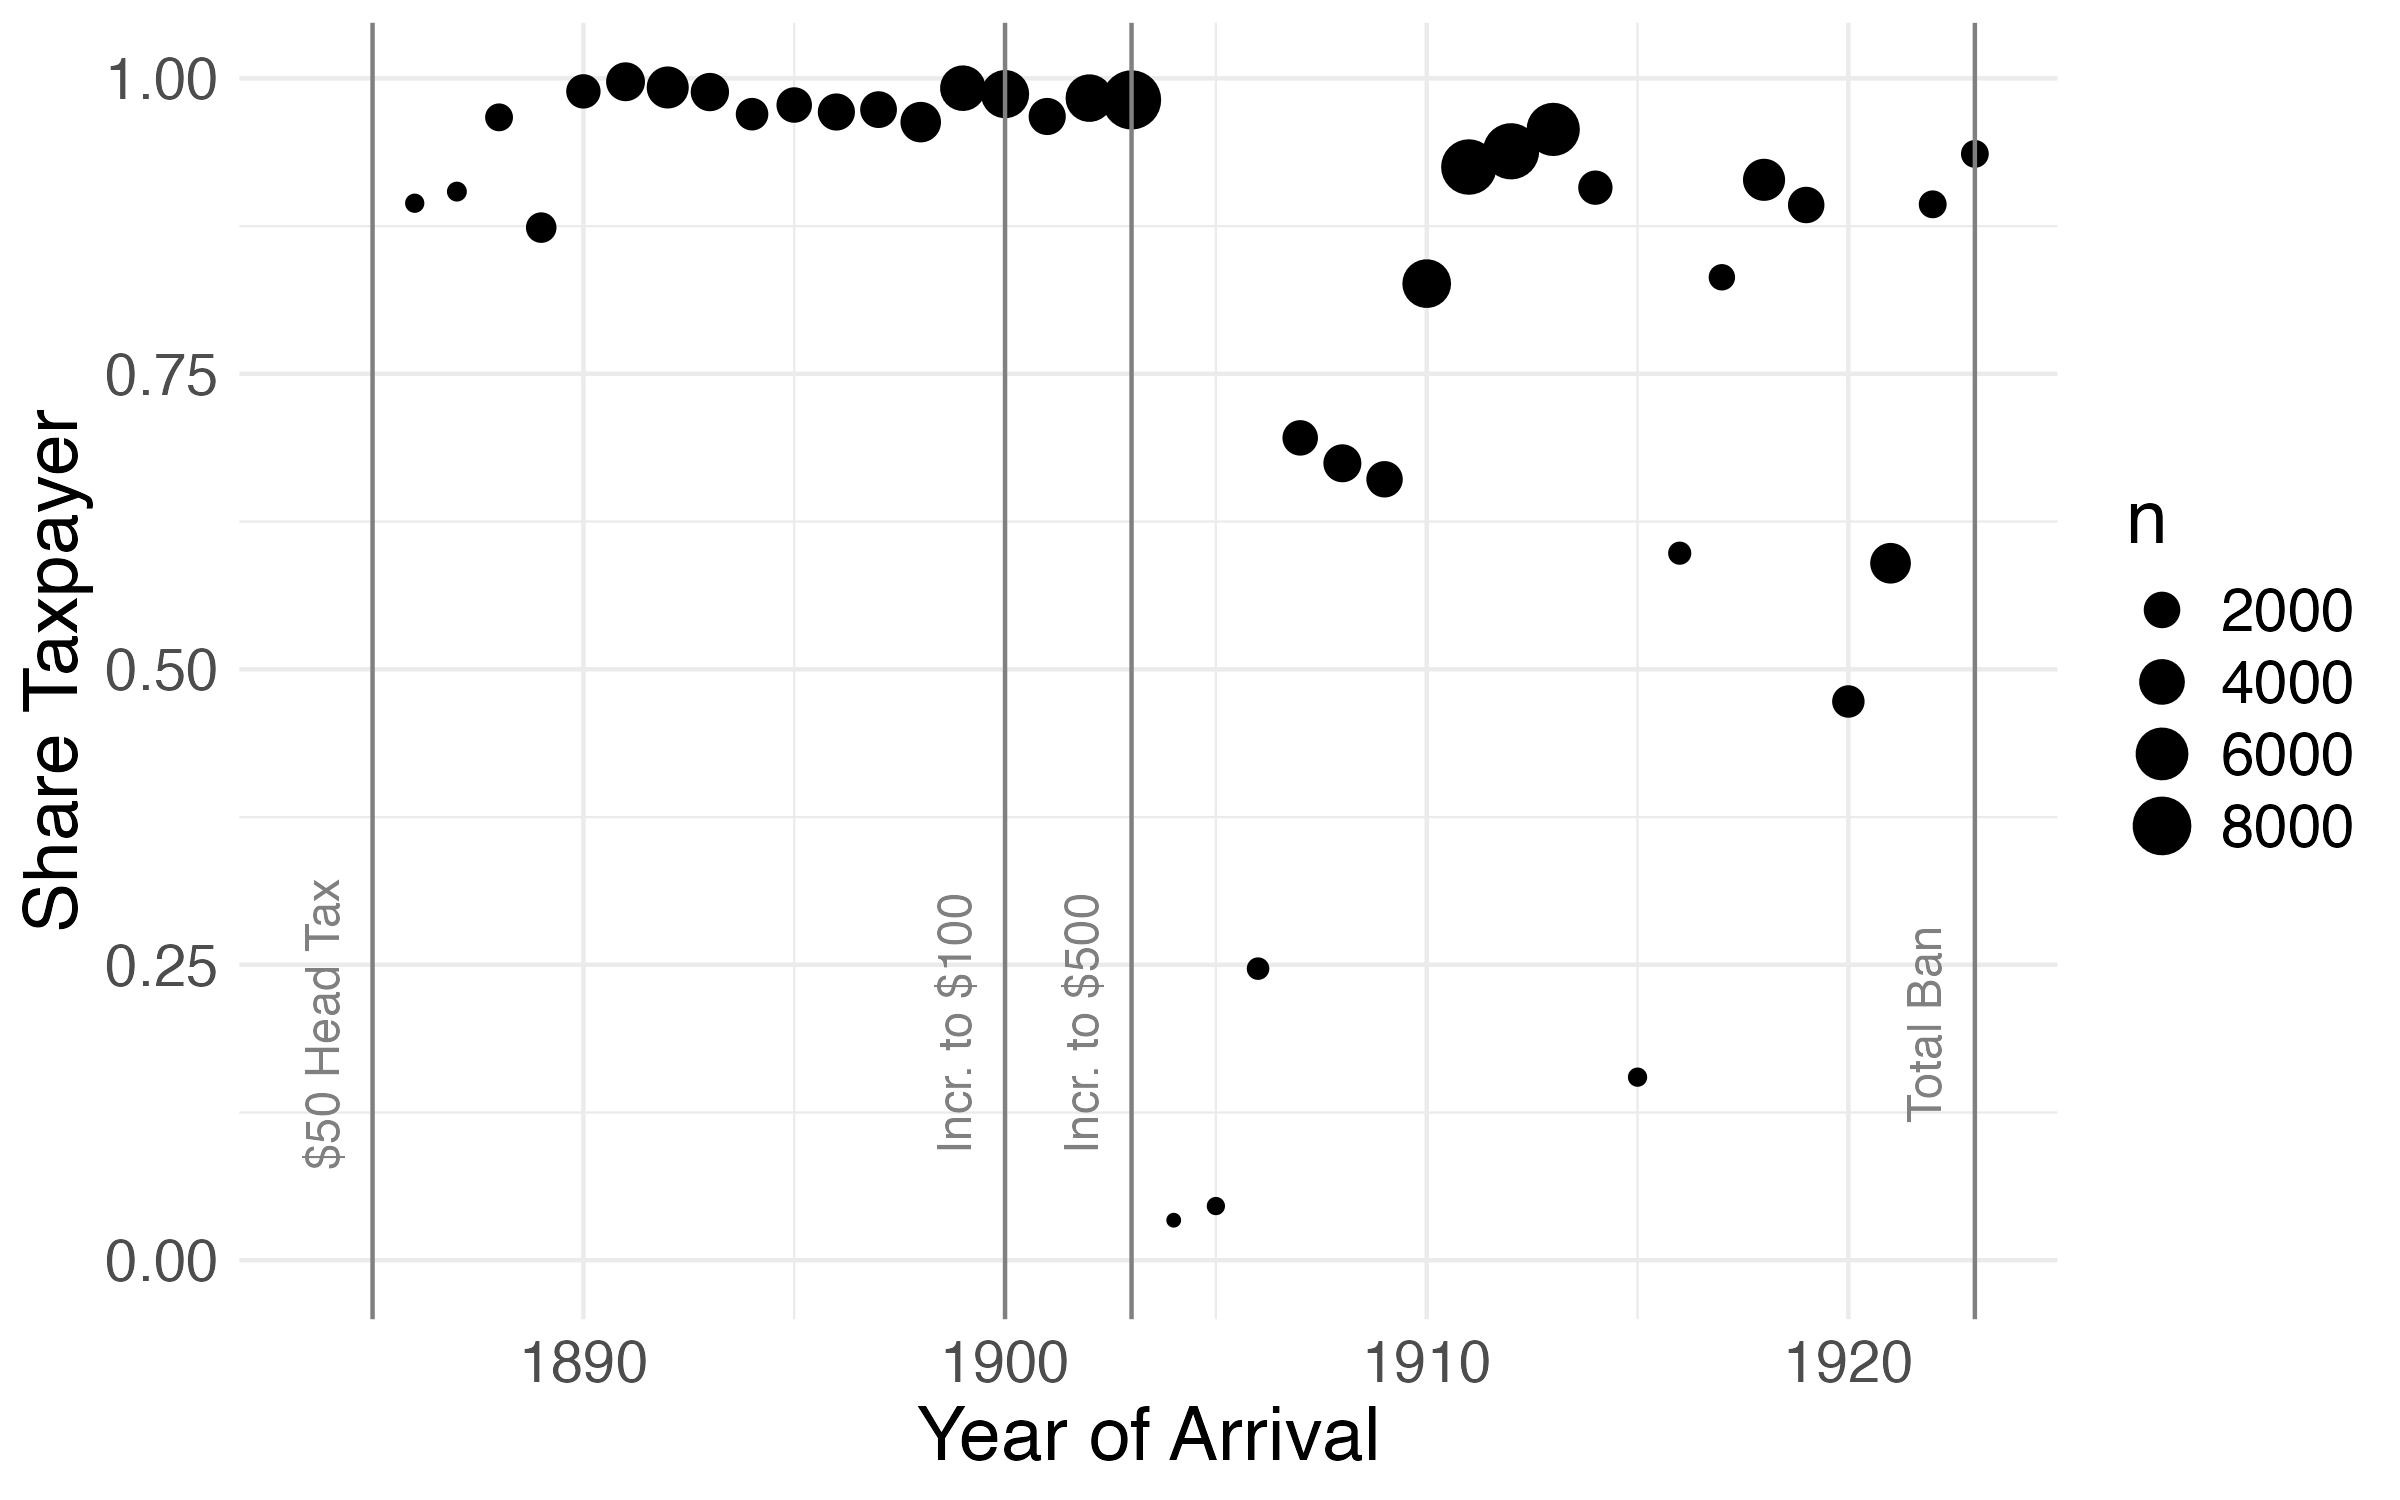 1.00
0.75
0.50
0.25
0.00
Share Taxpayer
$50 Head Tax
Incr. to $100
Incr. to $500
Total Ban
1890 1900 1910 1920
Year of Arrival
n
2000
4000
6000
8000